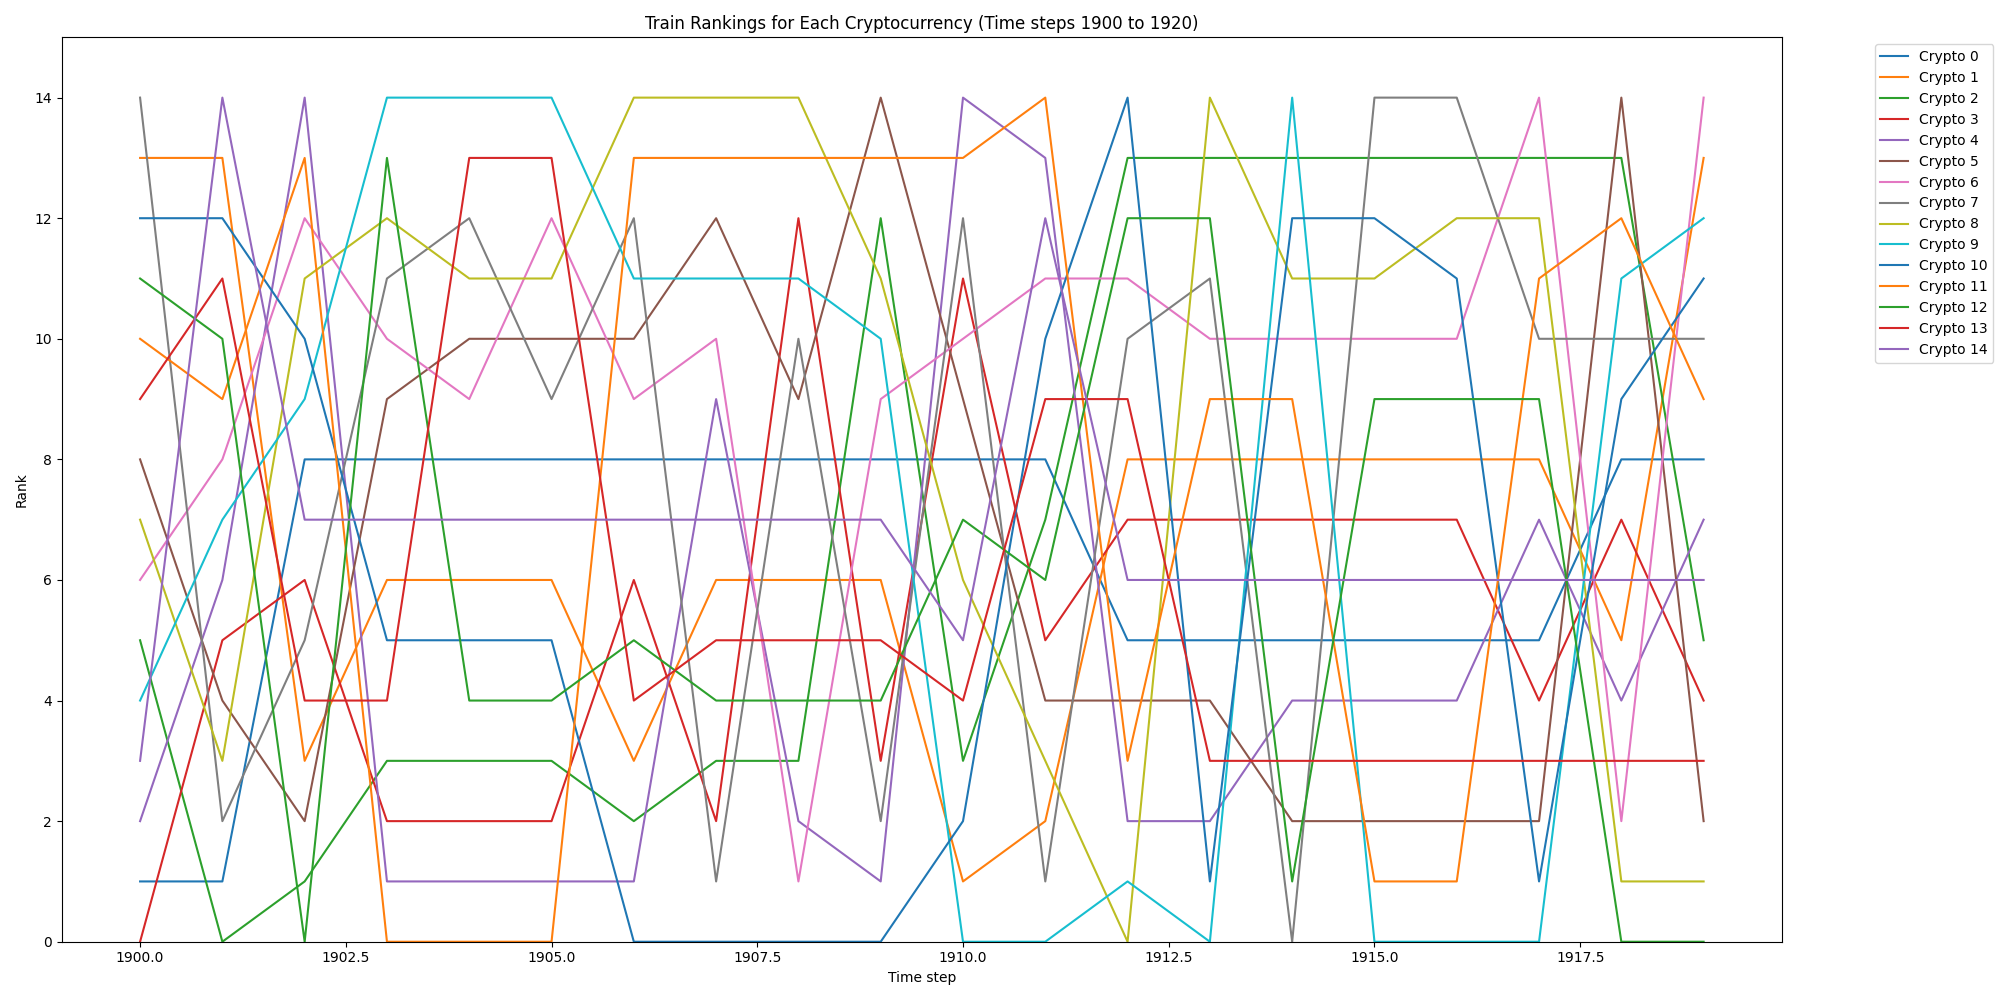 Train Rankings for Each Cryptocurrency (Time steps 1900 to 1920)
Rank
14
12
10
8
6
4
2
0
1900.0
1902.5
1905.0
1907.5
1910.0
1912.5
1915.0
1917.5
Time step
Crypto 0
Crypto 1
Crypto 2
Crypto 3
Crypto 4
Crypto 5
Crypto 6
Crypto 7
Crypto 8
Crypto 9
Crypto 10
Crypto 11
Crypto 12
Crypto 13
Crypto 14